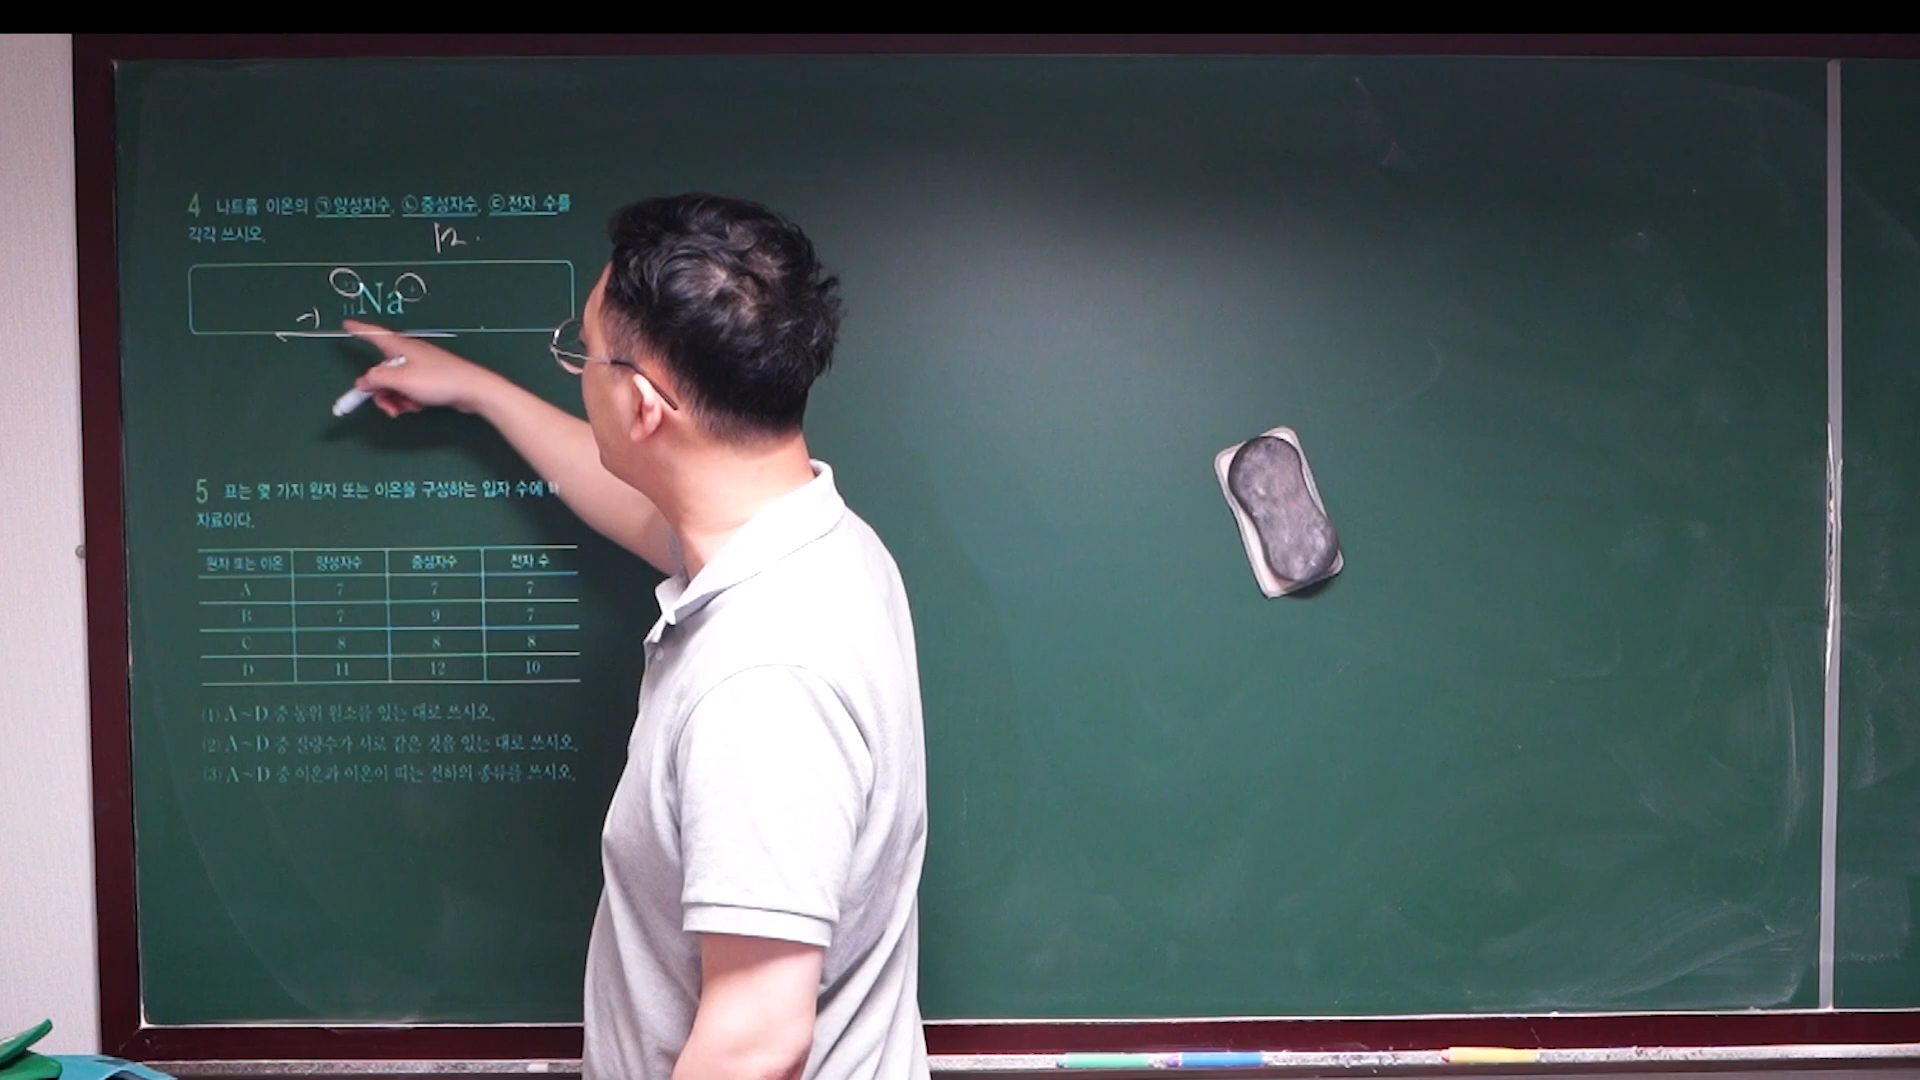 4 나트륨 이온의 ㉠양성자수, ㉡중성자수, ㉢전자 수를
각각 쓰시오.
12.
11Na+
5 표는 몇 가지 원자 또는 이온을 구성하는 입자 수에
자료이다.
원자 또는 이온 양성자수 중성자수 전자 수
A 7 7 7
B 7 9 7
C 8 8 8
D 11 12 10
(1) A~D 중 동위 원소를 있는 대로 쓰시오.
(2) A~D 중 질량수가 서로 같은 것을 있는 대로 쓰시오.
(3) A~D 중 이온과 이온이 띠는 전하의 종류를 쓰시오.